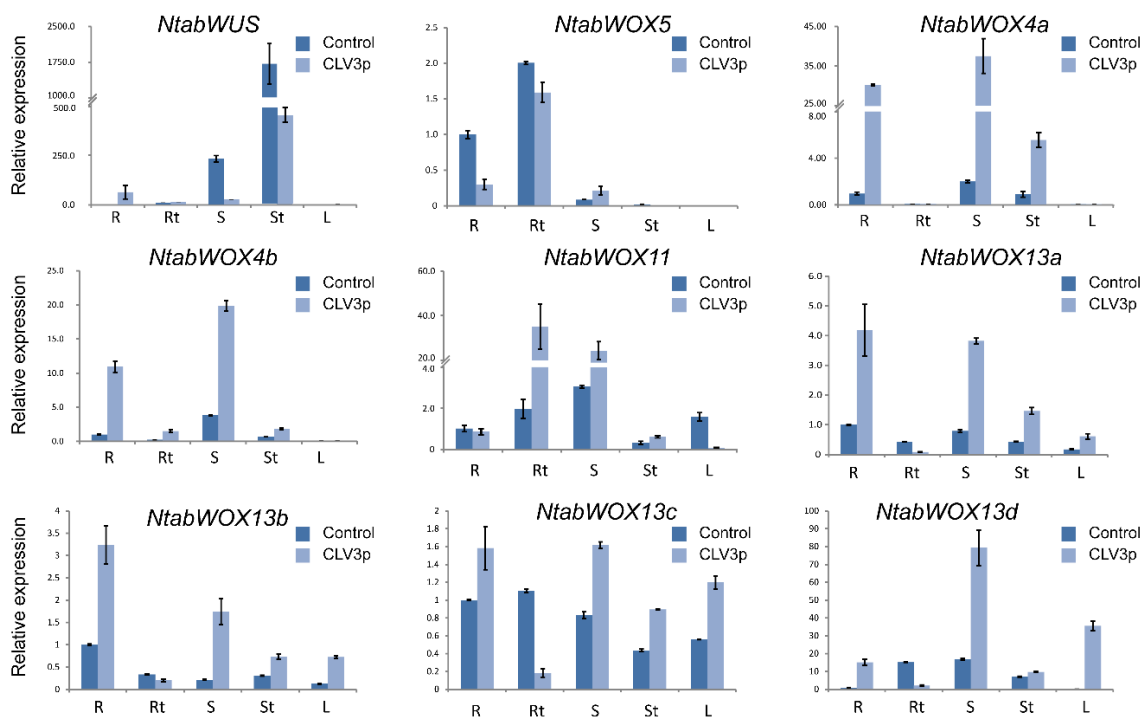 NtabWUS
Relative expression
2500.0
1750.0
1000.0
500.0
250.0
0.0
Control
CLV3p
R Rt S St L
NtabWOX5
2.5
2.0
1.5
1.0
0.5
0
Control
CLV3p
R Rt S St L
NtabWOX4a
45.00
35.00
25.00
8.00
4.00
0.00
Control
CLV3p
R Rt S St L
NtabWOX4b
Relative expression
25.0
20.0
15.0
10.0
5.0
0.0
Control
CLV3p
R Rt S St L
NtabWOX11
60.0
40.0
20.0
4.0
2.0
0.0
Control
CLV3p
R Rt S St L
NtabWOX13a
6.0
5.0
4.0
3.0
2.0
1.0
0
Control
CLV3p
R Rt S St L
NtabWOX13b
Relative expression
4
3.5
3
2.5
2
1.5
1
0.5
0
Control
CLV3p
R Rt S St L
NtabWOX13c
2
1.8
1.6
1.4
1.2
1
0.8
0.6
0.4
0.2
0
Control
CLV3p
R Rt S St L
NtabWOX13d
100
90
80
70
60
50
40
30
20
10
0
Control
CLV3p
R Rt S St L